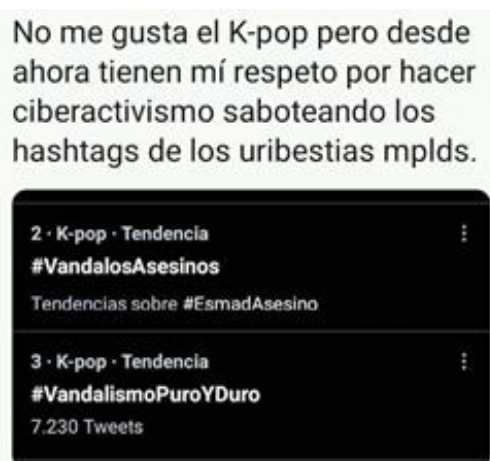 No me gusta el K-pop pero desde
ahora tienen mí respeto por hacer
ciberactivismo saboteando los
hashtags de los uribestias mplds.
2 · K-pop · Tendencia
#VandalosAsesinos
Tendencias sobre #EsmadAsesino
3 · K-pop · Tendencia
#VandalismoPuroYDuro
7.230 Tweets